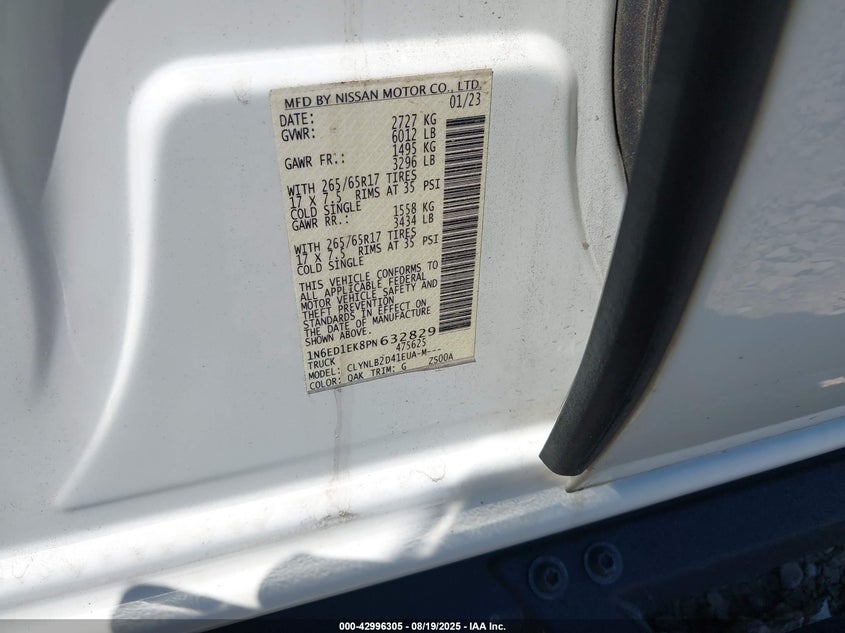 MFD BY NISSAN MOTOR CO., LTD.
DATE: 01/23
GVWR: 2727 KG
6012 LB
GAWR FR.: 1495 KG
3296 LB
WITH 265/65R17 TIRES
17 X 7.5 RIMS AT 35 PSI
COLD SINGLE
GAWR RR.: 1558 KG
3434 LB
WITH 265/65R17 TIRES
17 X 7.5 RIMS AT 35 PSI
COLD SINGLE
THIS VEHICLE CONFORMS TO
ALL APPLICABLE FEDERAL
MOTOR VEHICLE SAFETY AND
THEFT PREVENTION
STANDARDS IN EFFECT ON
THE DATE OF MANUFACTURE
SHOWN ABOVE.
1N6ED1EK8PN632829
TRUCK 475625
MODEL: CLYNLB2D41EUA-M---
COLOR: QAK TRIM: G ZS00A
000-42996305 - 08/19/2025 - IAA Inc.